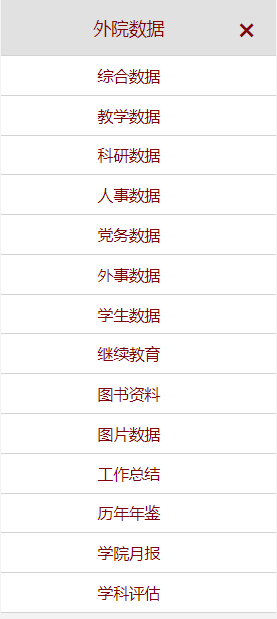 外院数据 ×
综合数据
教学数据
科研数据
人事数据
党务数据
外事数据
学生数据
继续教育
图书资料
图片数据
工作总结
历年年鉴
学院月报
学科评估